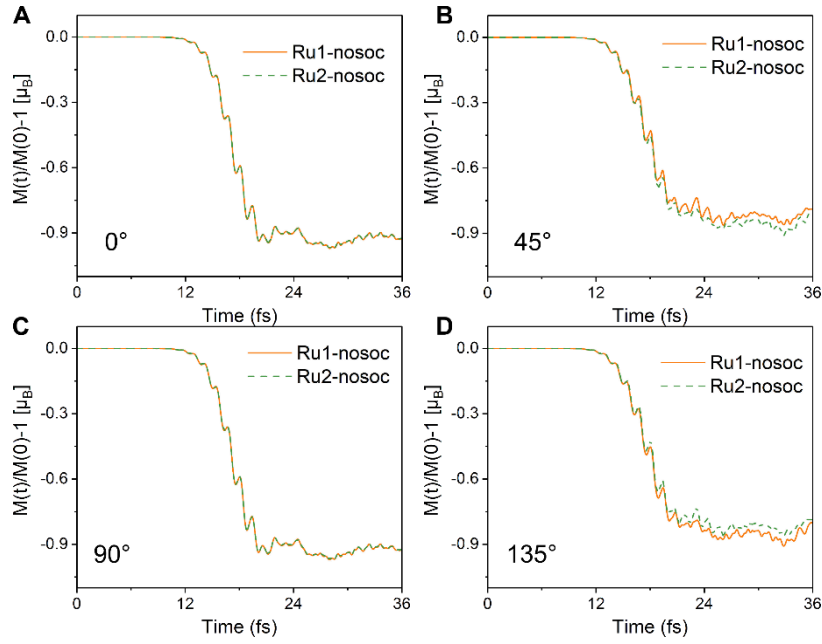 A
M(t)/M(0)-1 [μB]
0.0
-0.3
-0.6
-0.9
Ru1-nosoc
Ru2-nosoc
0°
0 12 24 36
Time (fs)
B
M(t)/M(0)-1 [μB]
0.0
-0.3
-0.6
-0.9
Ru1-nosoc
Ru2-nosoc
45°
0 12 24 36
Time (fs)
C
M(t)/M(0)-1 [μB]
0.0
-0.3
-0.6
-0.9
Ru1-nosoc
Ru2-nosoc
90°
0 12 24 36
Time (fs)
D
M(t)/M(0)-1 [μB]
0.0
-0.3
-0.6
-0.9
Ru1-nosoc
Ru2-nosoc
135°
0 12 24 36
Time (fs)